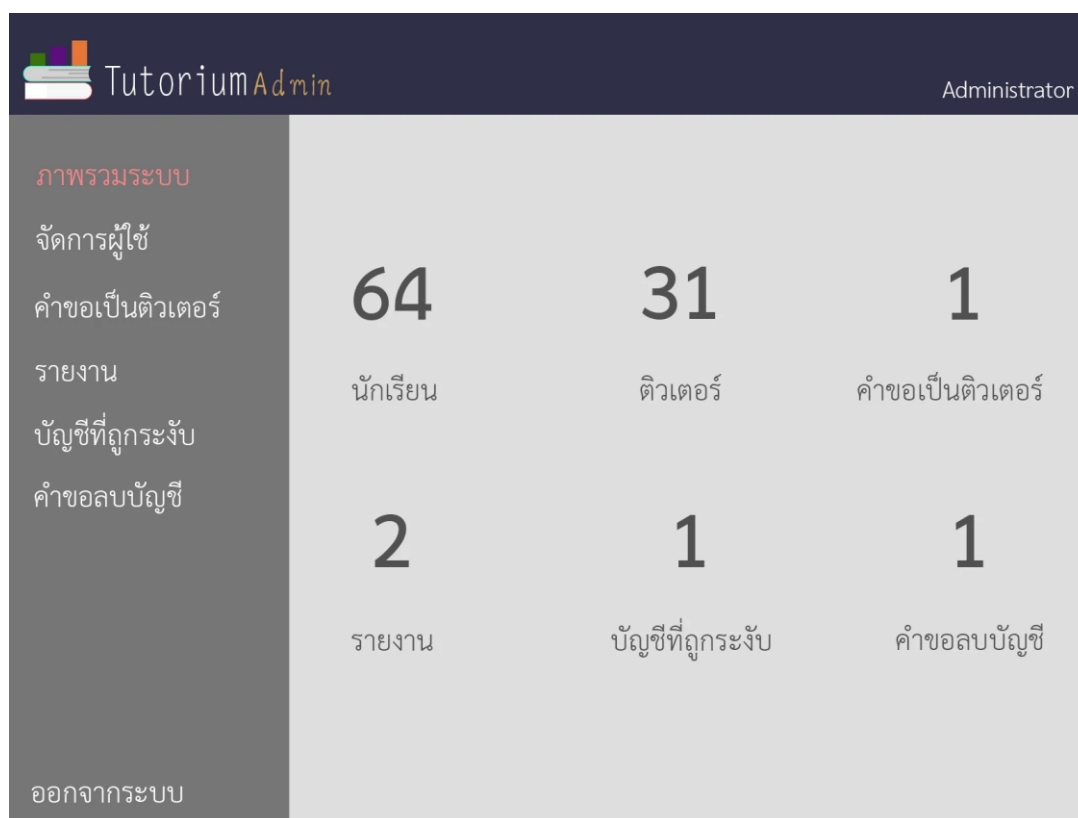 Tutorium Admin
Administrator
ภาพรวมระบบ
จัดการผู้ใช้
คำขอเป็นติวเตอร์
รายงาน
บัญชีที่ถูกระงับ
คำขอลบบัญชี
ออกจากระบบ
64 31 1
นักเรียน ติวเตอร์ คำขอเป็นติวเตอร์
2 1 1
รายงาน บัญชีที่ถูกระงับ คำขอลบบัญชี